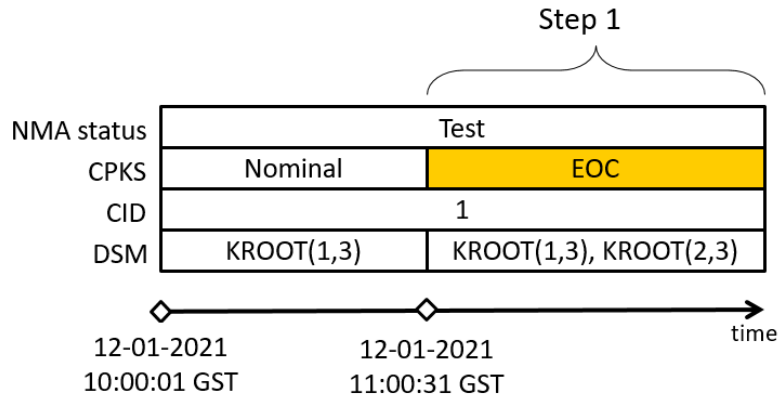 Step 1
NMA status Test
CPKS Nominal EOC
CID 1
DSM KROOT(1,3) KROOT(1,3), KROOT(2,3)
time
12-01-2021 12-01-2021
10:00:01 GST 11:00:31 GST